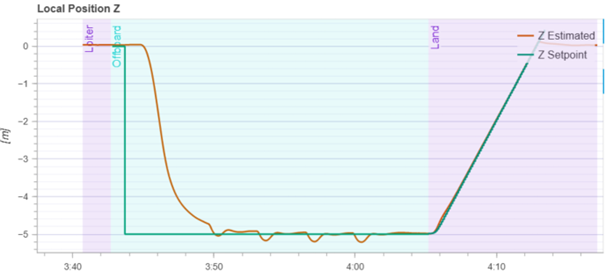 Local Position Z
Loiter
Offboard
Land
Z Estimated
Z Setpoint
[m]
0
−1
−2
−3
−4
−5
3:40
3:50
4:00
4:10